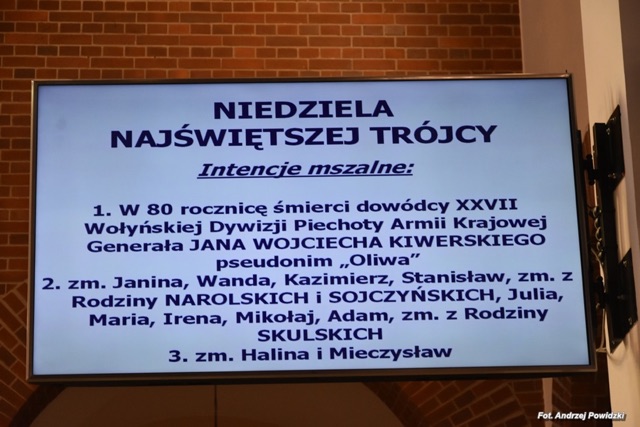 NIEDZIELA
NAJŚWIĘTSZEJ TRÓJCY
Intencje mszalne:
1. W 80 rocznicę śmierci dowódcy XXVII
Wołyńskiej Dywizji Piechoty Armii Krajowej
Generała JANA WOJCIECHA KIWERSKIEGO
pseudonim „Oliwa”
2. zm. Janina, Wanda, Kazimierz, Stanisław, zm. z
Rodziny NAROLSKICH i SOJCZYŃSKICH, Julia,
Maria, Irena, Mikołaj, Adam, zm. z Rodziny
SKULSKICH
3. zm. Halina i Mieczysław
Fot. Andrzej Powidzki